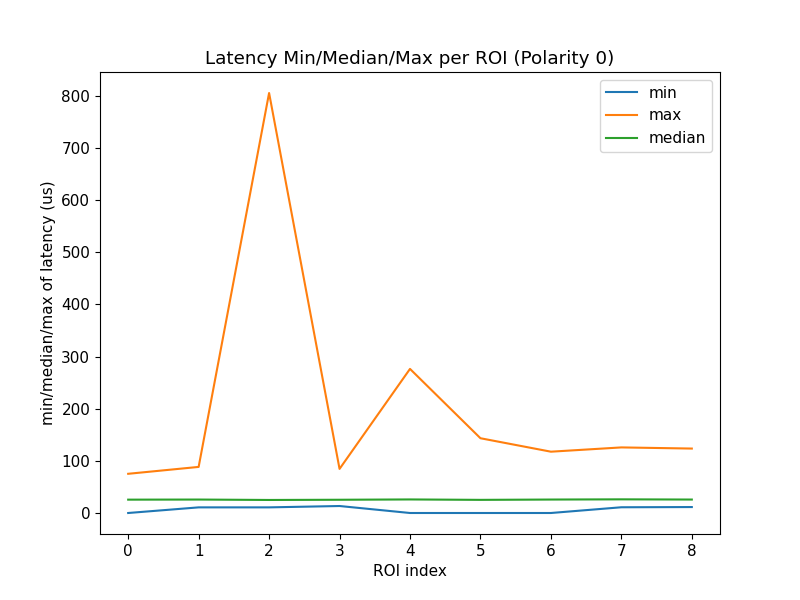 Latency Min/Median/Max per ROI (Polarity 0)
min
max
median
min/median/max of latency (us)
800
700
600
500
400
300
200
100
0
0 1 2 3 4 5 6 7 8
ROI index